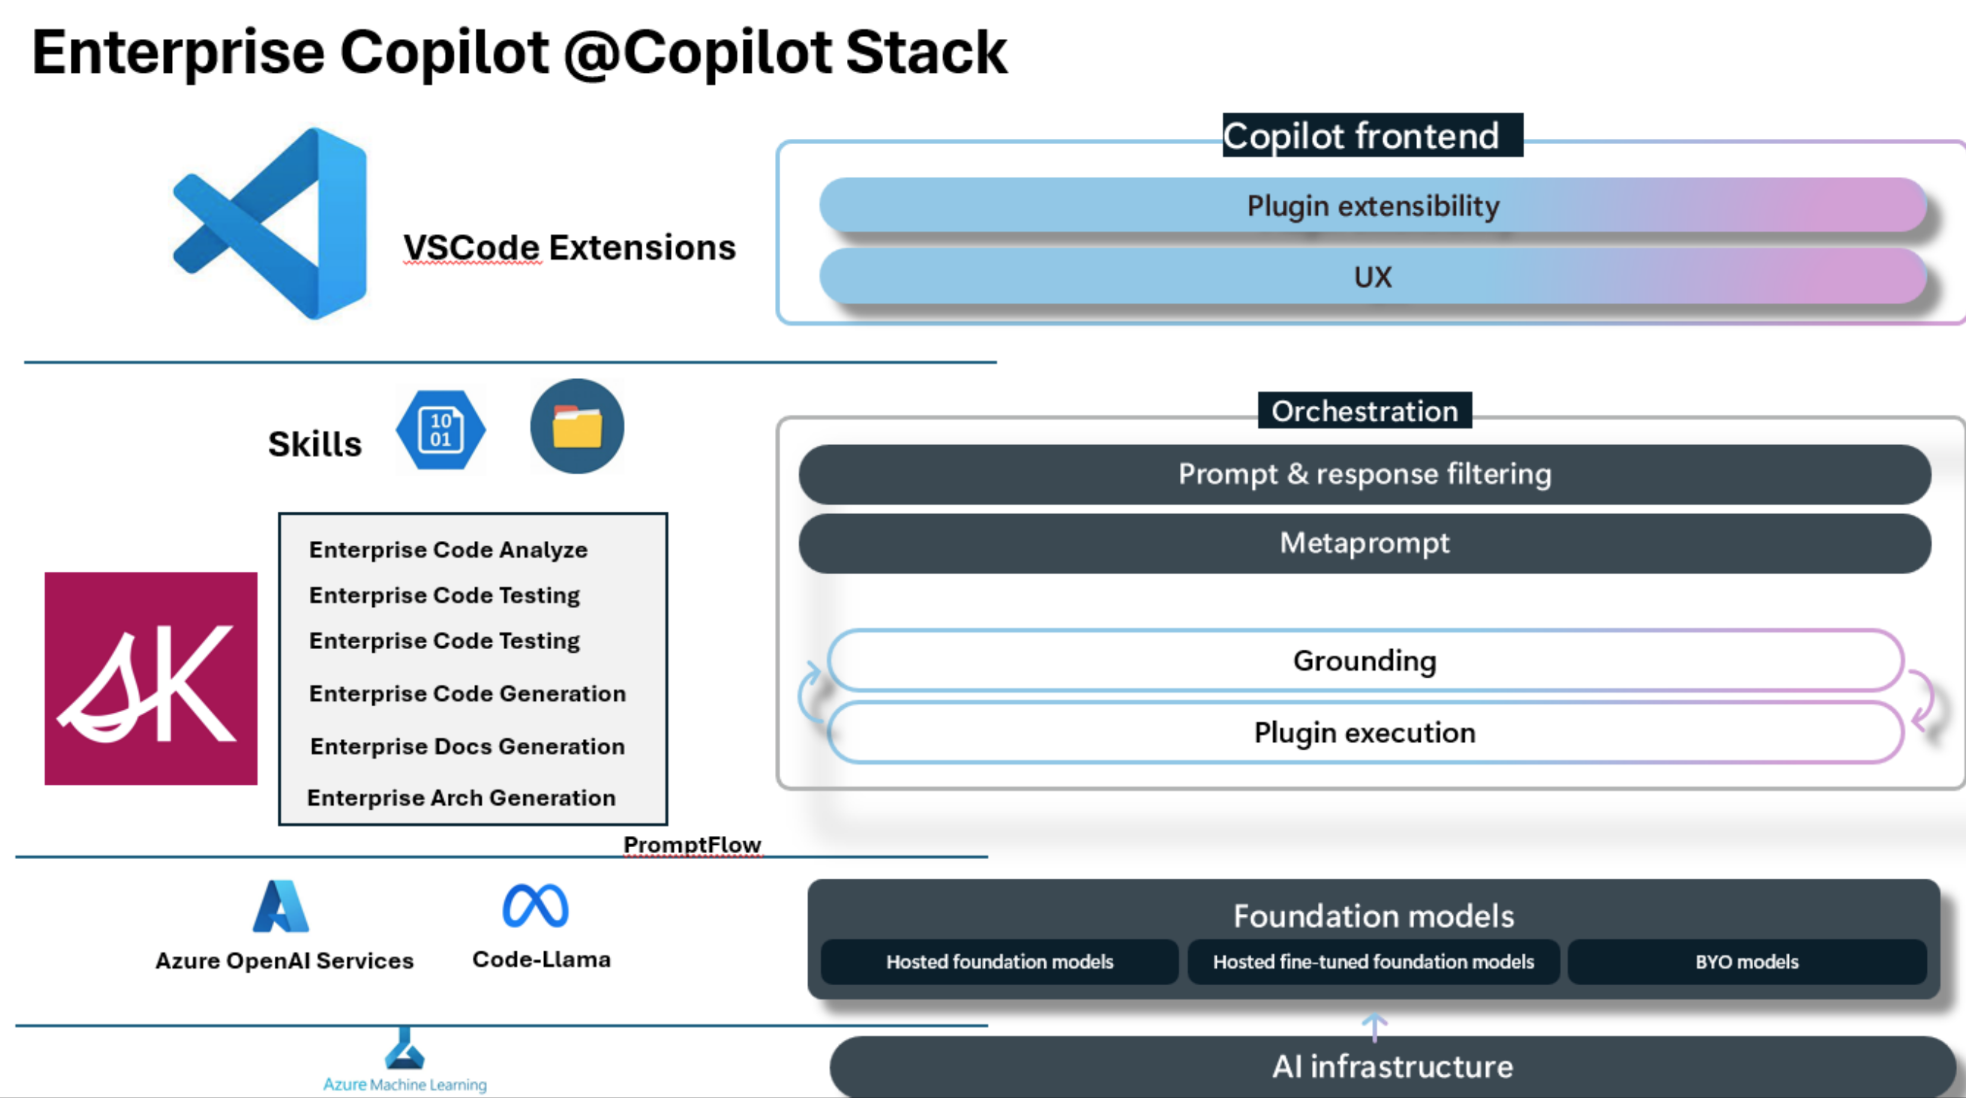 Enterprise Copilot @Copilot Stack
VSCode Extensions
Copilot frontend
Plugin extensibility
UX
Skills
10
01
SK
Enterprise Code Analyze
Enterprise Code Testing
Enterprise Code Testing
Enterprise Code Generation
Enterprise Docs Generation
Enterprise Arch Generation
PromptFlow
Orchestration
Prompt & response filtering
Metaprompt
Grounding
Plugin execution
Azure OpenAI Services
Code-Llama
Foundation models
Hosted foundation models
Hosted fine-tuned foundation models
BYO models
Azure Machine Learning
AI infrastructure